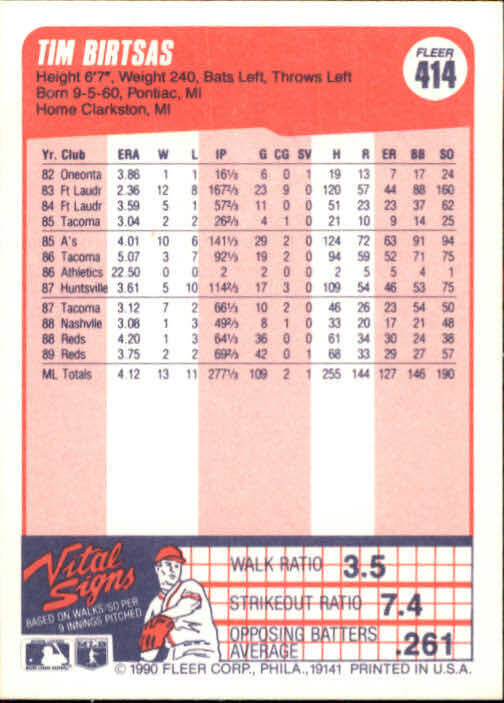 TIM BIRTSAS
FLEER
414
Height 6'7", Weight 240, Bats Left, Throws Left
Born 9-5-60, Pontiac, MI
Home Clarkston, MI
Yr. Club ERA W L IP G CG SV H R ER BB SO
82 Oneonta 3.86 1 1 16⅓ 6 0 1 19 13 7 17 24
83 Ft Laudr 2.36 12 8 167⅔ 23 9 0 120 57 44 88 160
84 Ft Laudr 3.59 5 1 57⅔ 11 0 0 51 23 23 37 62
85 Tacoma 3.04 2 2 26⅔ 4 1 0 21 10 9 14 25
85 A's 4.01 10 6 141⅓ 29 2 0 124 72 63 91 94
86 Tacoma 5.07 3 7 92⅓ 19 2 0 94 59 52 71 75
86 Athletics 22.50 0 0 2 2 0 0 2 5 5 4 1
87 Huntsville 3.61 5 10 114⅔ 17 3 0 109 54 46 53 75
87 Tacoma 3.12 7 2 66⅓ 10 2 0 46 26 23 54 50
88 Nashville 3.08 1 3 49⅔ 8 1 0 33 20 17 21 48
88 Reds 4.20 1 3 64⅓ 36 0 0 61 34 30 24 38
89 Reds 3.75 2 2 69⅔ 42 0 1 68 33 29 27 57
ML Totals 4.12 13 11 277⅓ 109 2 1 255 144 127 146 190
Vital
Signs
BASED ON WALKS/SO PER
9 INNINGS PITCHED
WALK RATIO 3.5
STRIKEOUT RATIO 7.4
OPPOSING BATTERS
AVERAGE .261
© 1990 FLEER CORP., PHILA., 19141 PRINTED IN U.S.A.